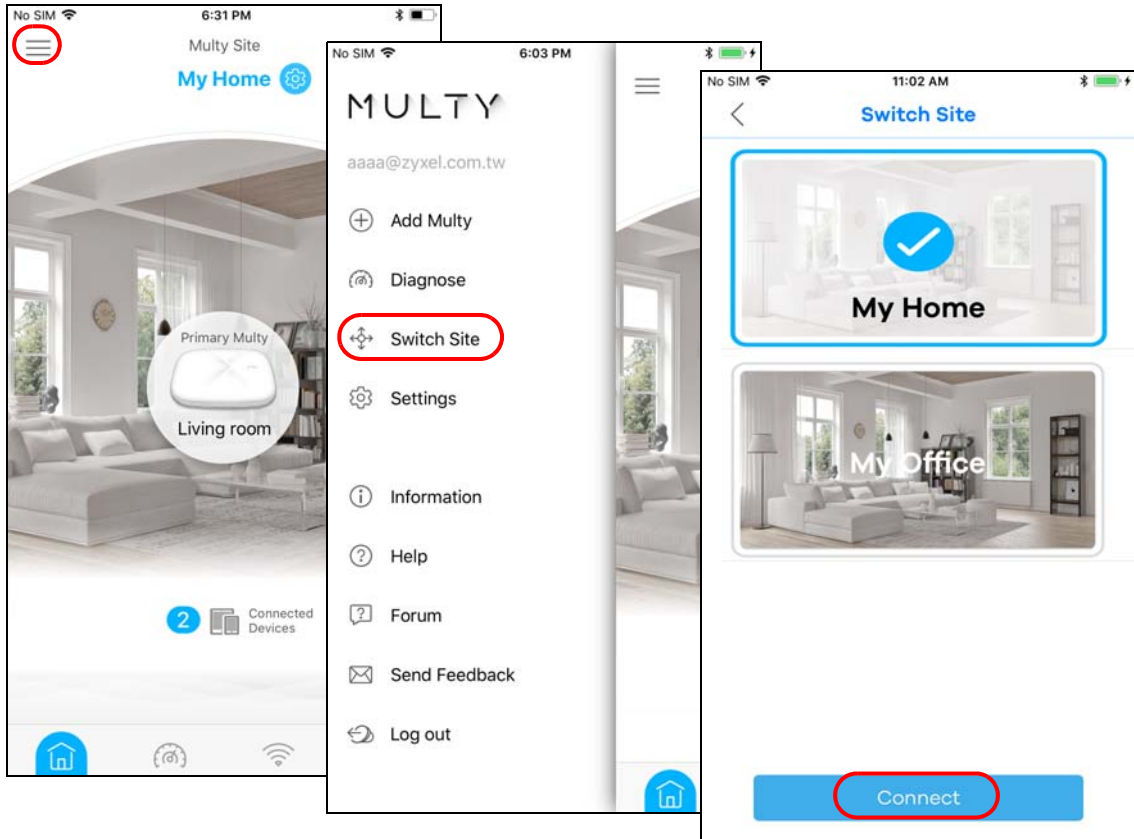 No SIM 6:31 PM
Multy Site
My Home
Primary Multy
Living room
2 Connected
Devices
No SIM 6:03 PM
MULTY
aaaa@zyxel.com.tw
Add Multy
Diagnose
Switch Site
Settings
Information
Help
Forum
Send Feedback
Log out
No SIM 11:02 AM
Switch Site
My Home
My Office
Connect